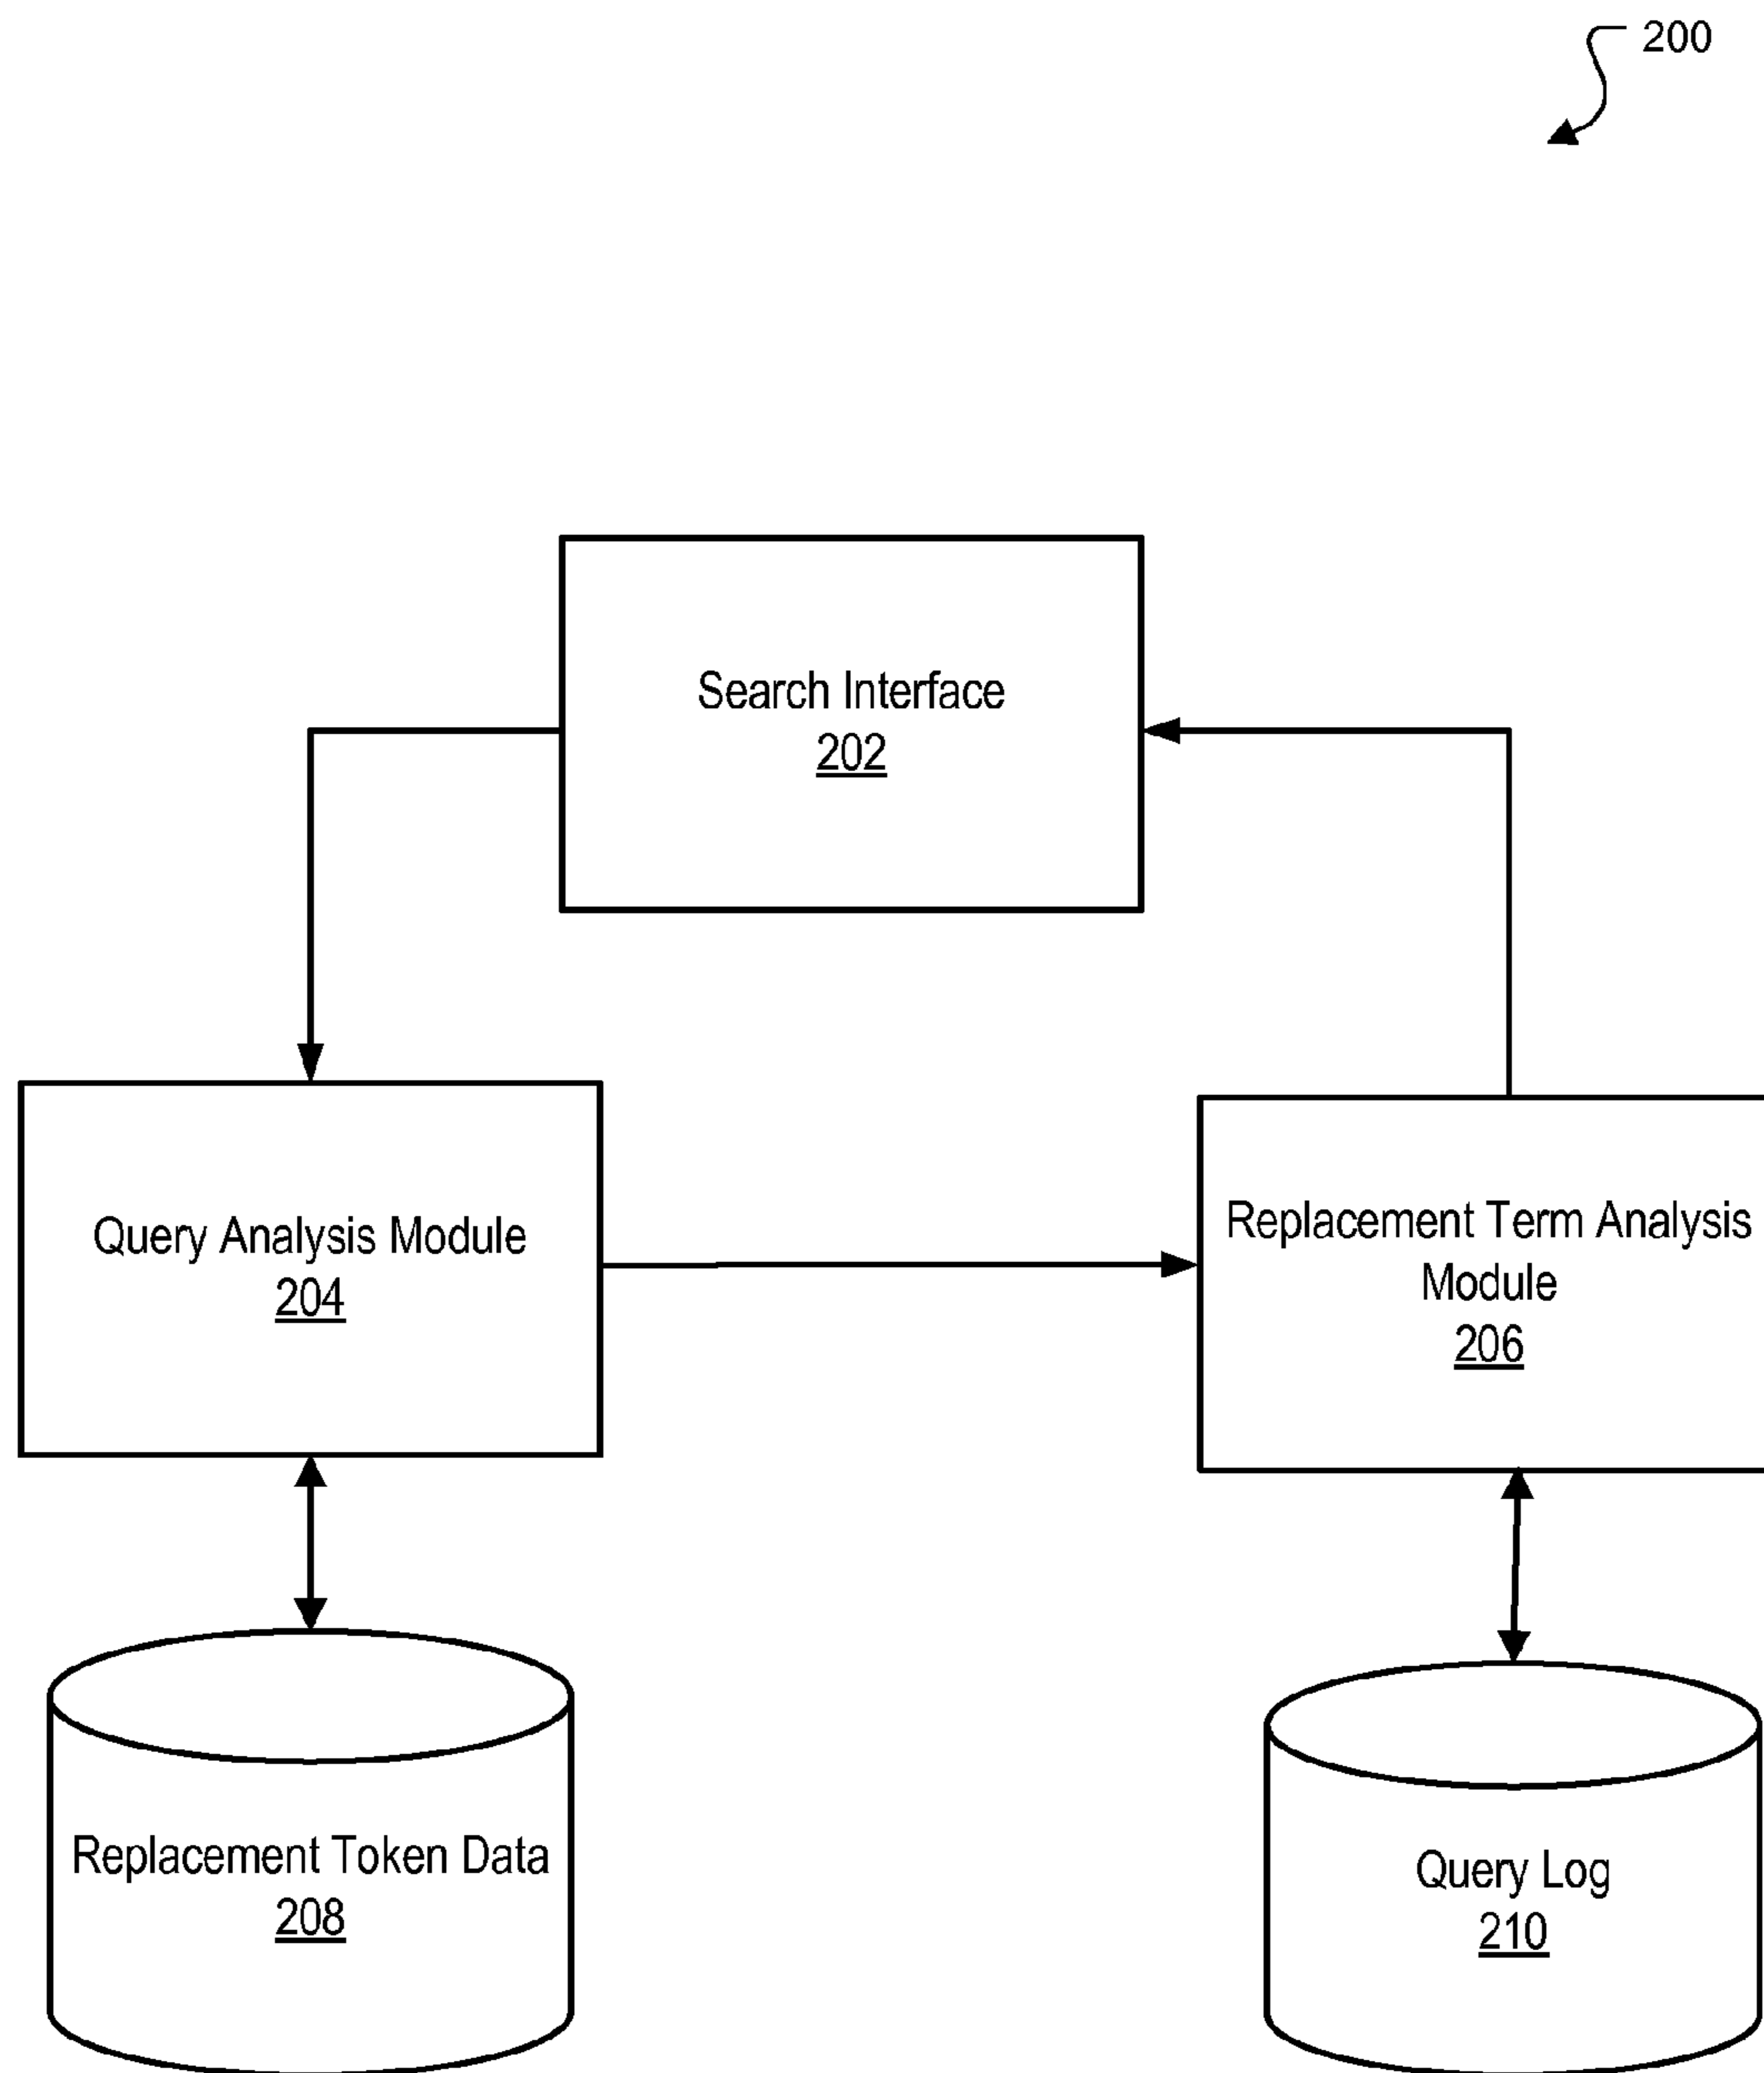 200
Search Interface
202
Query Analysis Module
204
Replacement Term Analysis
Module
206
Replacement Token Data
208
Query Log
210